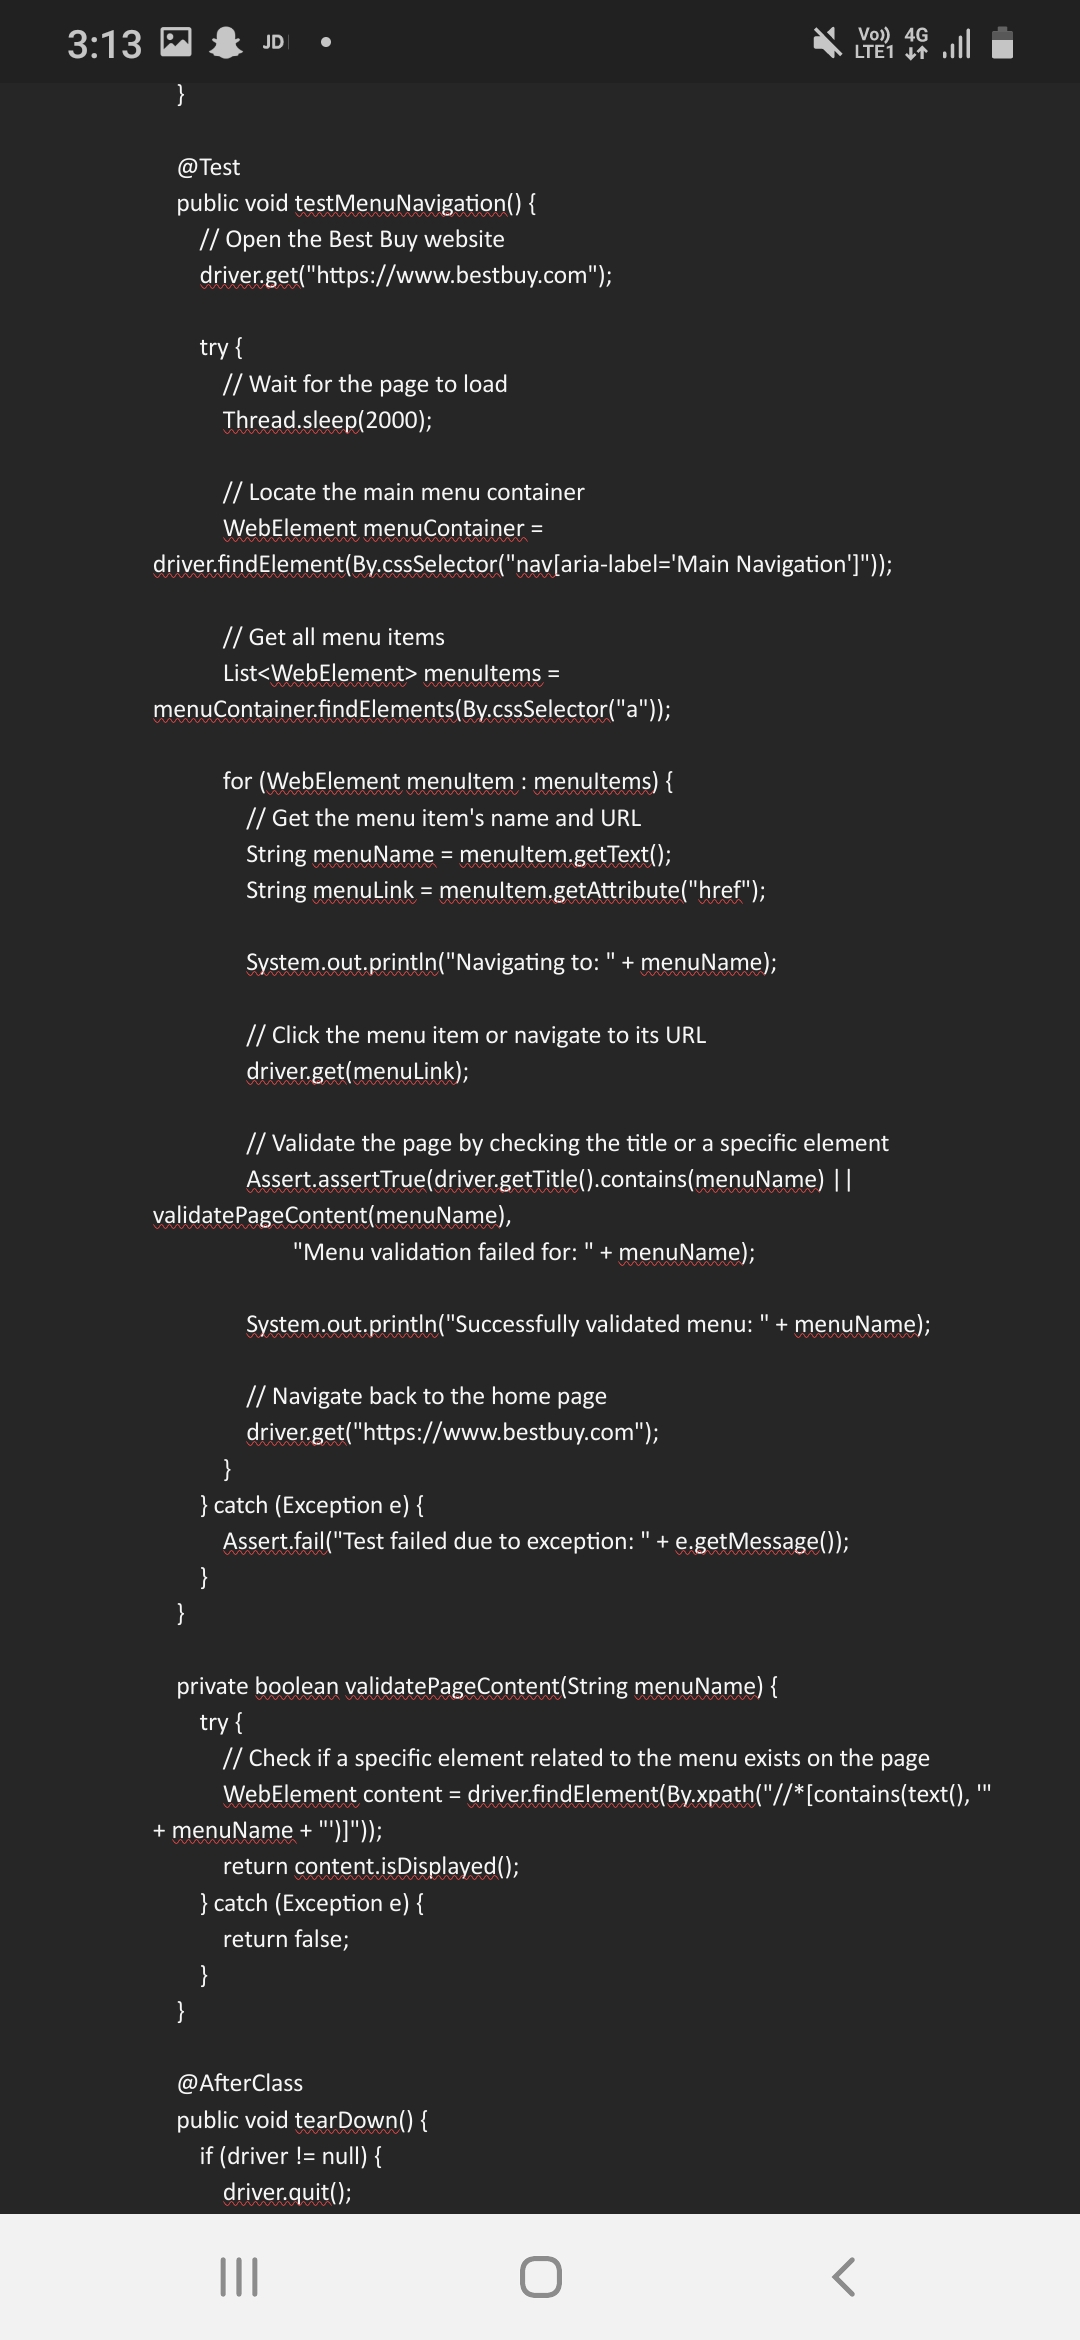 3:13 JD Vo)) LTE1 4G
}
@Test
public void testMenuNavigation() {
// Open the Best Buy website
driver.get("https://www.bestbuy.com");
try {
// Wait for the page to load
Thread.sleep(2000);
// Locate the main menu container
WebElement menuContainer =
driver.findElement(By.cssSelector("nav[aria-label='Main Navigation']"));
// Get all menu items
List<WebElement> menuItems =
menuContainer.findElements(By.cssSelector("a"));
for (WebElement menuItem : menuItems) {
// Get the menu item's name and URL
String menuName = menuItem.getText();
String menuLink = menuItem.getAttribute("href");
System.out.println("Navigating to: " + menuName);
// Click the menu item or navigate to its URL
driver.get(menuLink);
// Validate the page by checking the title or a specific element
Assert.assertTrue(driver.getTitle().contains(menuName) ||
validatePageContent(menuName),
"Menu validation failed for: " + menuName);
System.out.println("Successfully validated menu: " + menuName);
// Navigate back to the home page
driver.get("https://www.bestbuy.com");
}
} catch (Exception e) {
Assert.fail("Test failed due to exception: " + e.getMessage());
}
}
private boolean validatePageContent(String menuName) {
try {
// Check if a specific element related to the menu exists on the page
WebElement content = driver.findElement(By.xpath("//*[contains(text(), '"
+ menuName + "')]"));
return content.isDisplayed();
} catch (Exception e) {
return false;
}
}
@AfterClass
public void tearDown() {
if (driver != null) {
driver.quit();